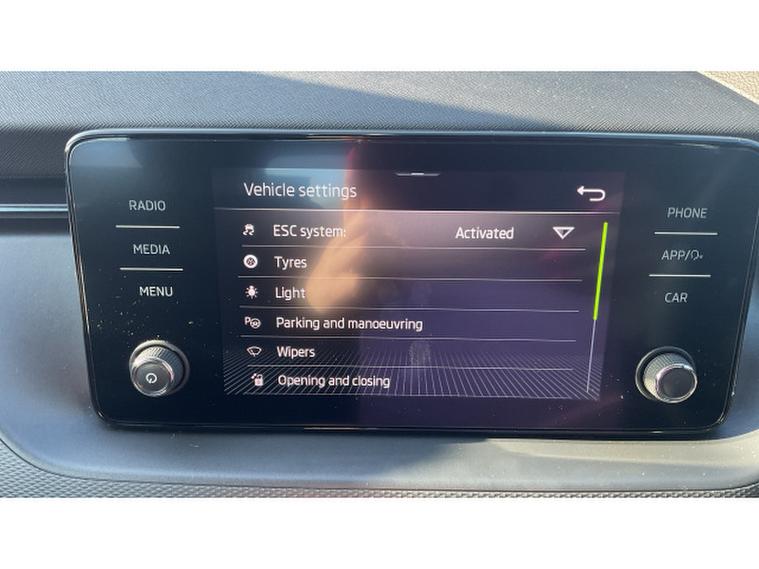 Vehicle settings
RADIO
MEDIA
MENU
ESC system: Activated
Tyres
Light
Parking and manoeuvring
Wipers
Opening and closing
PHONE
APP/
CAR